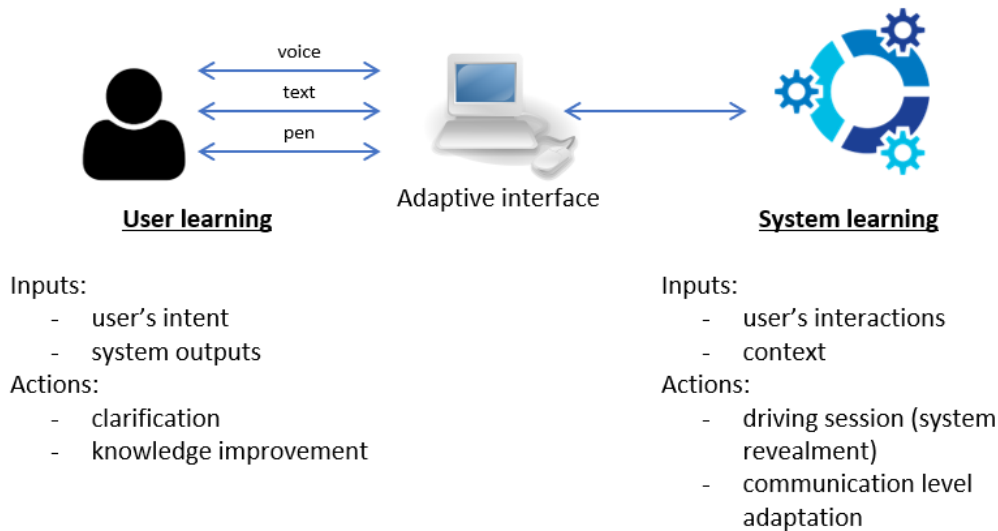 voice
text
pen
Adaptive interface
User learning
System learning
Inputs:
- user's intent
- system outputs
Actions:
- clarification
- knowledge improvement
Inputs:
- user's interactions
- context
Actions:
- driving session (system
revealment)
- communication level
adaptation